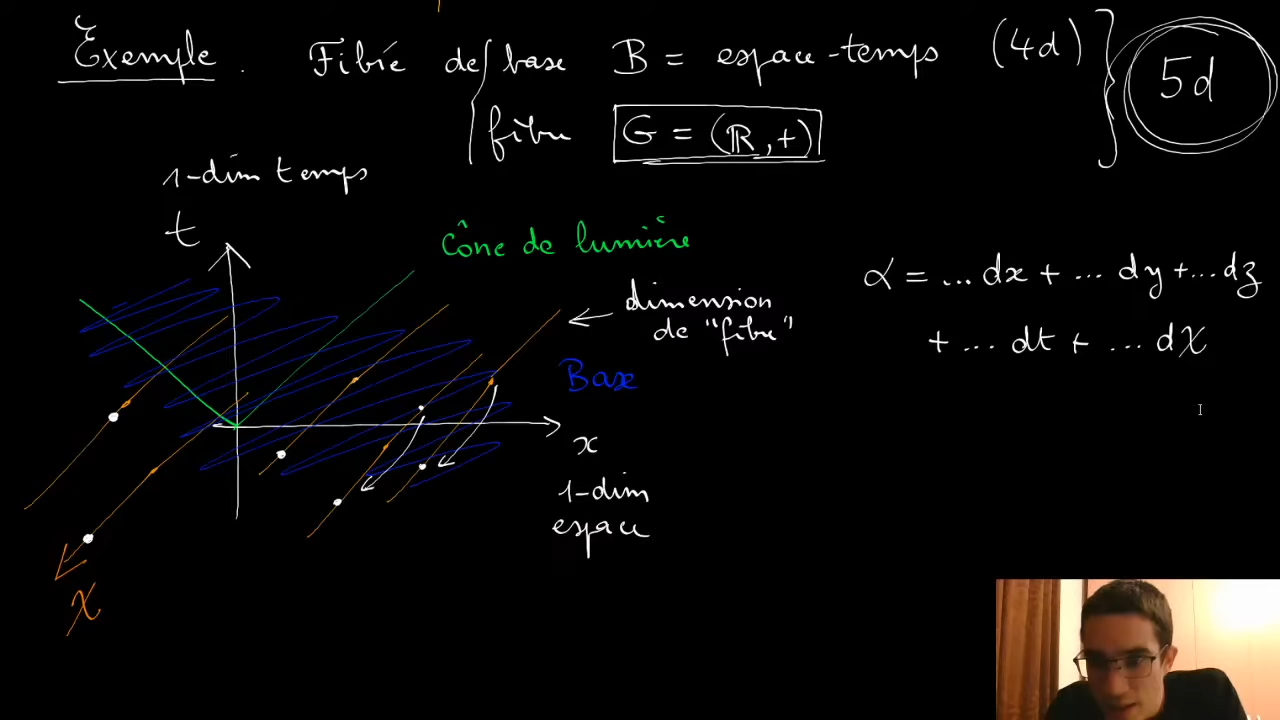 Exemple. Fibré de { base B = espace-temps (4d) } 5d
fibre G = (ℝ, +)
1-dim temps
t
cône de lumière
dimension
de "fibre"
α = ... dx + ... dy + ... dz
+ ... dt + ... dχ
Base
x
1-dim
espace
χ